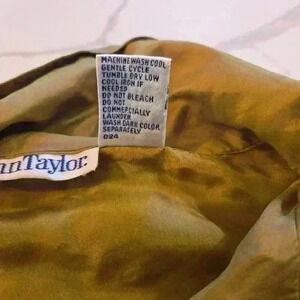 MACHINE WASH COOL
GENTLE CYCLE
TUMBLE DRY LOW
COOL IRON IF
NEEDED
DO NOT BLEACH
DO NOT
COMMERCIALLY
LAUNDER
WASH DARK COLOR
SEPARATELY
024
nnTaylor.